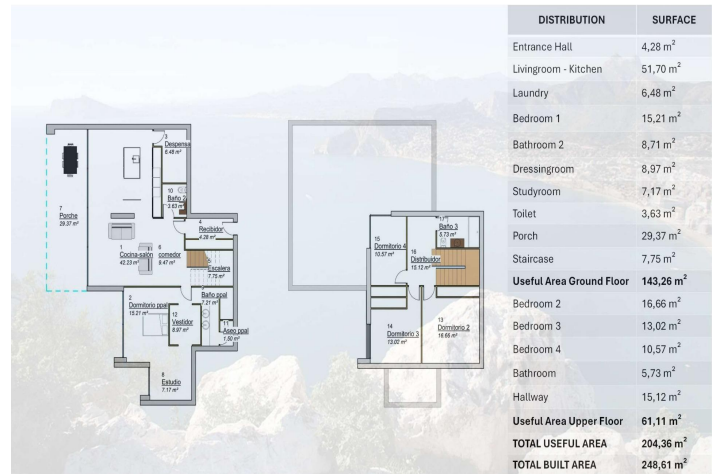 DISTRIBUTION SURFACE
Entrance Hall 4,28 m²
Livingroom - Kitchen 51,70 m²
Laundry 6,48 m²
Bedroom 1 15,21 m²
Bathroom 2 8,71 m²
Dressingroom 8,97 m²
Studyroom 7,17 m²
Toilet 3,63 m²
Porch 29,37 m²
Staircase 7,75 m²
Useful Area Ground Floor 143,26 m²
Bedroom 2 16,66 m²
Bedroom 3 13,02 m²
Bedroom 4 10,57 m²
Bathroom 5,73 m²
Hallway 15,12 m²
Useful Area Upper Floor 61,11 m²
TOTAL USEFUL AREA 204,36 m²
TOTAL BUILT AREA 248,61 m²
3
Despensa
6.48 m²
10
Baño 2
3.63 m²
7
Porche
29.37 m²
4
Recibidor
4.28 m²
1
Cocina-salón
42.23 m²
6
comedor
9.47 m²
5
Escalera
7.75 m²
2
Dormitorio ppal
15.21 m²
Baño ppal
7.21 m²
12
Vestidor
8.97 m²
11
Aseo ppal
1.50 m²
8
Estudio
7.17 m²
17
Baño 3
5.73 m²
15
Dormitorio 4
10.57 m²
16
Distribuidor
15.12 m²
14
Dormitorio 3
13.02 m²
13
Dormitorio 2
16.66 m²